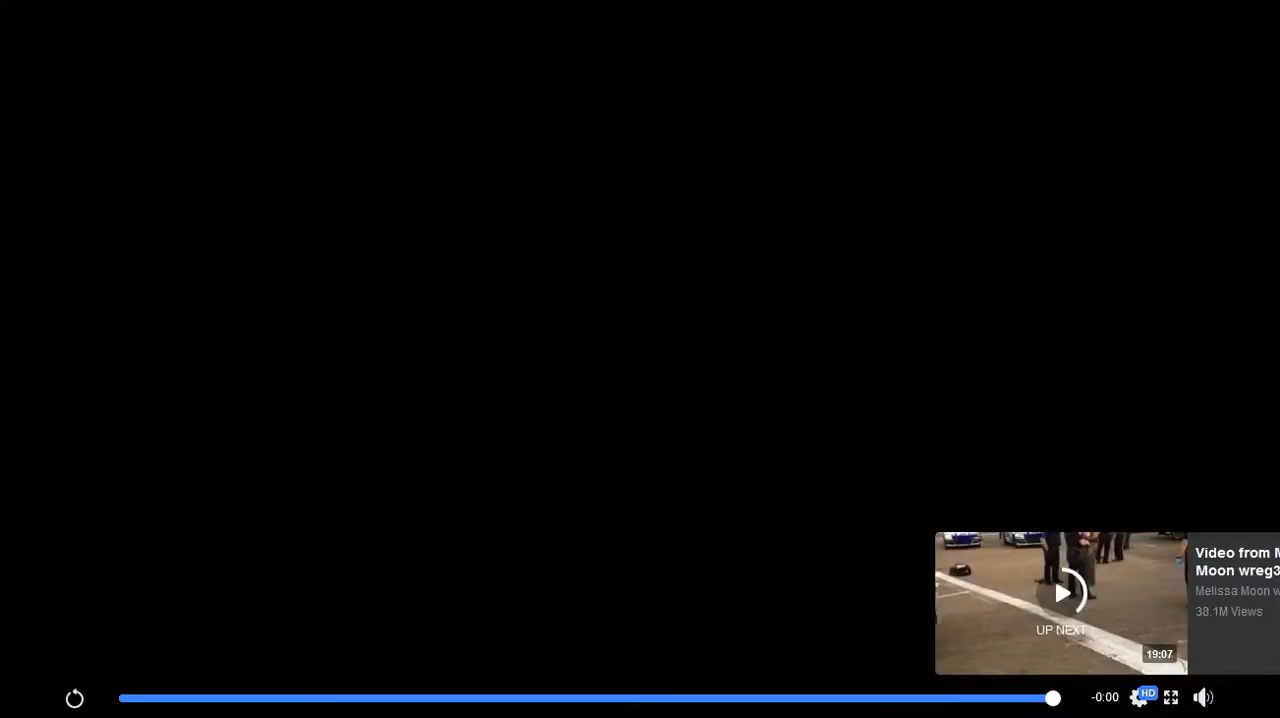 Video from M
Moon wreg3
Melissa Moon w
38.1M Views
UP NEXT
19:07
-0:00
HD